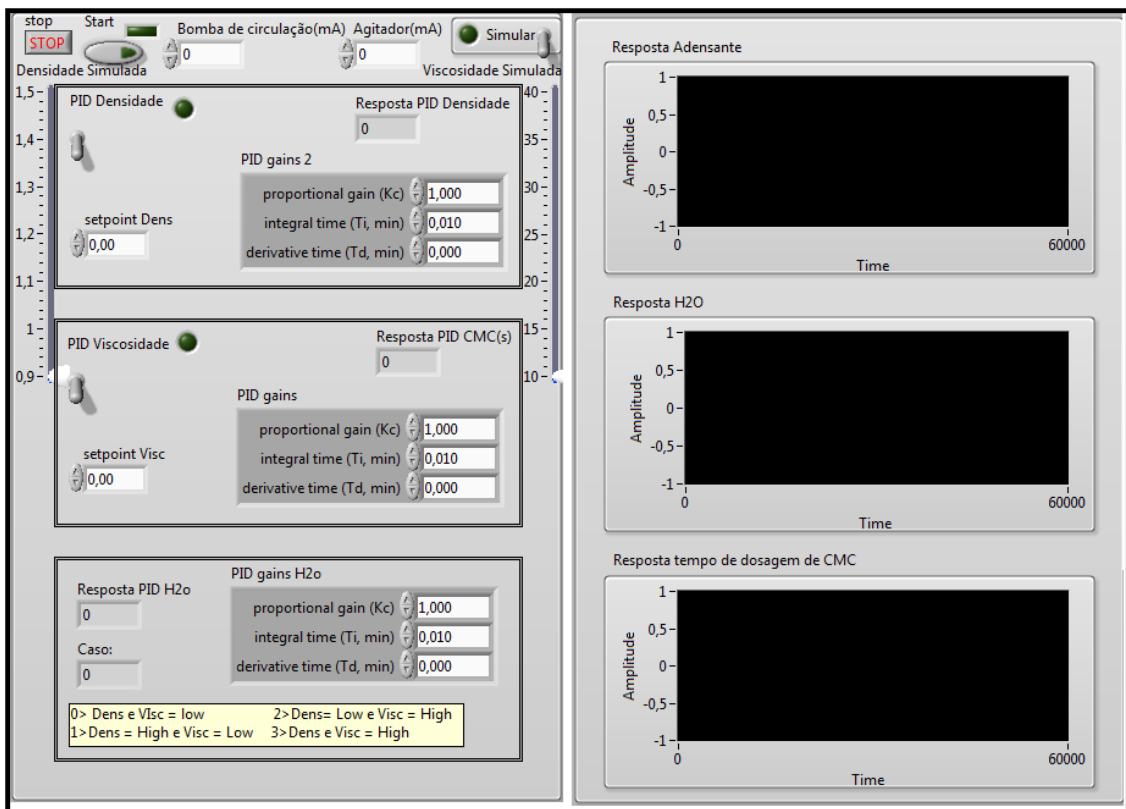 stop
Start
Bomba de circulação(mA)
Agitador(mA)
Simular
STOP
0
0
Densidade Simulada
Viscosidade Simulada
1,5
1,4
1,3
1,2
1,1
1
0,9
40
35
30
25
20
15
10
PID Densidade
Resposta PID Densidade
0
PID gains 2
proportional gain (Kc) 1,000
integral time (Ti, min) 0,010
derivative time (Td, min) 0,000
setpoint Dens
0,00
PID Viscosidade
Resposta PID CMC(s)
0
PID gains
proportional gain (Kc) 1,000
integral time (Ti, min) 0,010
derivative time (Td, min) 0,000
setpoint Visc
0,00
Resposta PID H2o
0
Caso:
0
PID gains H2o
proportional gain (Kc) 1,000
integral time (Ti, min) 0,010
derivative time (Td, min) 0,000
0> Dens e VIsc = low 2>Dens= Low e Visc = High
1>Dens = High e Visc = Low 3>Dens e Visc = High
Resposta Adensante
Amplitude
1
0,5
0
-0,5
-1
0 60000
Time
Resposta H2O
Amplitude
1
0,5
0
-0,5
-1
0 60000
Time
Resposta tempo de dosagem de CMC
Amplitude
1
0,5
0
-0,5
-1
0 60000
Time